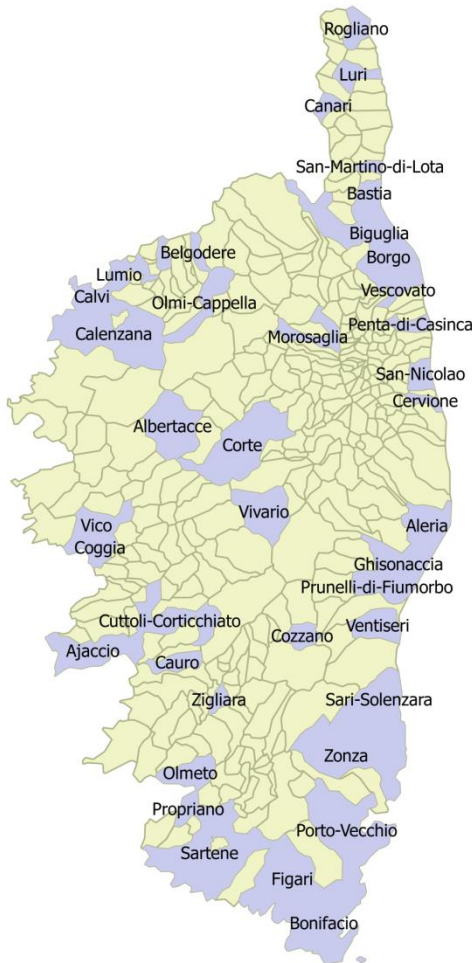 Rogliano
Luri
Canari
San-Martino-di-Lota
Bastia
Biguglia
Belgodere
Borgo
Lumio
Vescovato
Calvi
Olmi-Cappella
Penta-di-Casinca
Calenzana
Morosaglia
San-Nicolao
Cervione
Albertacce
Corte
Vivario
Aleria
Vico
Coggia
Ghisonaccia
Prunelli-di-Fiumorbo
Cuttoli-Corticchiato
Ventiseri
Cozzano
Ajaccio
Cauro
Zigliara
Sari-Solenzara
Zonza
Olmeto
Propriano
Porto-Vecchio
Sartene
Figari
Bonifacio